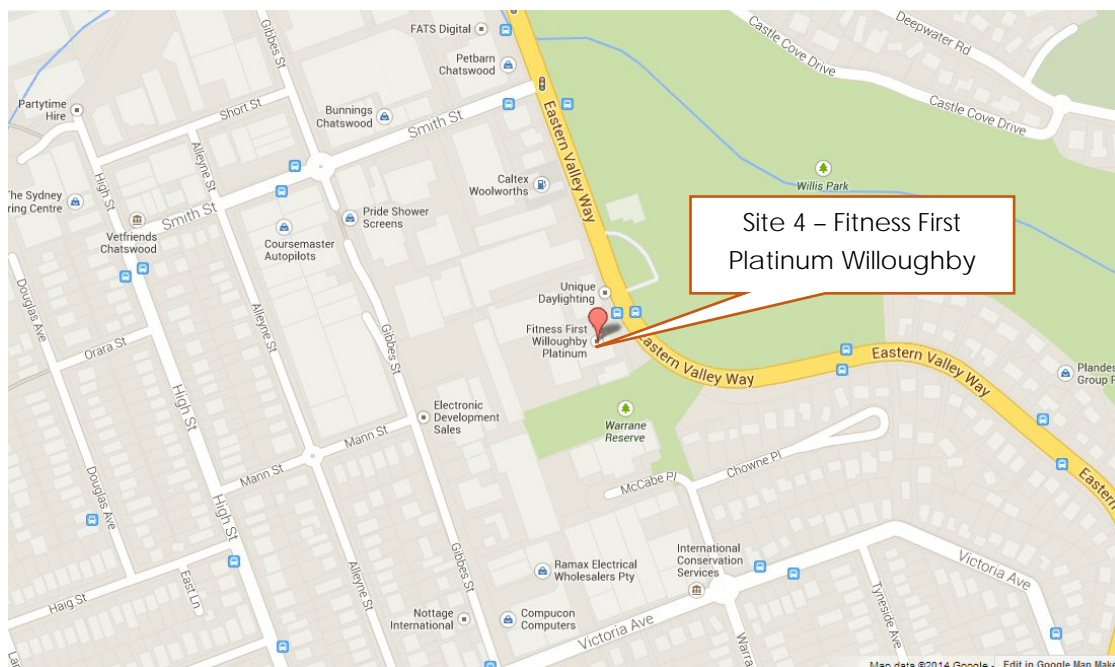 FATS Digital
Petbarn
Chatswood
Gibbes St
Deepwater Rd
Castle Cove Drive
Castle Cove Drive
Partytime
Hire
Short St
Bunnings
Chatswood
Smith St
Eastern Valley Way
Alleyne St
High St
The Sydney
ring Centre
Smith St
Vetfriends
Chatswood
Coursemaster
Autopilots
Pride Shower
Screens
Caltex
Woolworths
Willis Park
Site 4 – Fitness First
Platinum Willoughby
Douglas Ave
Orara St
Alleyne St
Gibbes St
Unique
Daylighting
Fitness First
Willoughby
Platinum
Eastern Valley Way
Eastern Valley Way
Plandes
Group P
High St
Electronic
Development
Sales
Mann St
Mann St
Warrane
Reserve
McCabe Pl
Chowne Pl
Eastern
Douglas Ave
High St
Alleyne St
Gibbes St
Haig St
East Ln
Ramax Electrical
Wholesalers Pty
International
Conservation
Services
Victoria Ave
Tyneside Ave
Nottage
International
Compucon
Computers
Victoria Ave
Warra
Lar
Map data ©2014 Google - Edit in Google Map Make